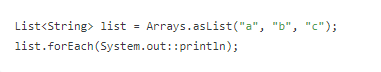 List<String> list = Arrays.asList("a", "b", "c");
list.forEach(System.out::println);